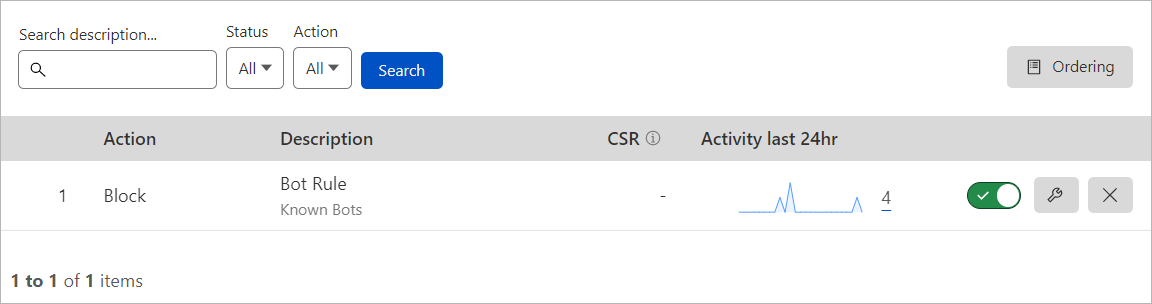 Search description...
Status
Action
All
All
Search
Ordering
Action Description CSR Activity last 24hr
1 Block Bot Rule - 4
Known Bots
1 to 1 of 1 items